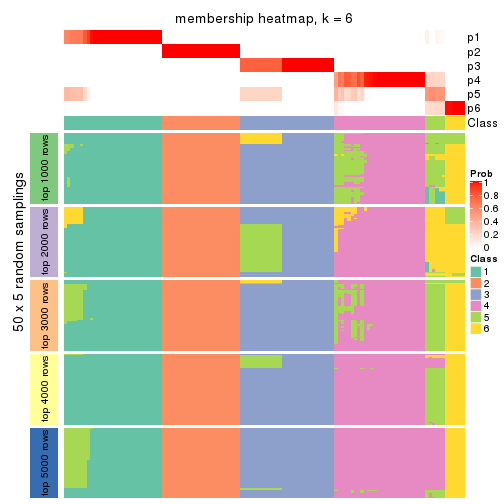 membership heatmap, k = 6
p1
p2
p3
p4
p5
p6
Class
50 x 5 random samplings
top 1000 rows
top 2000 rows
top 3000 rows
top 4000 rows
top 5000 rows
Prob
1
0.8
0.6
0.4
0.2
0
Class
1
2
3
4
5
6